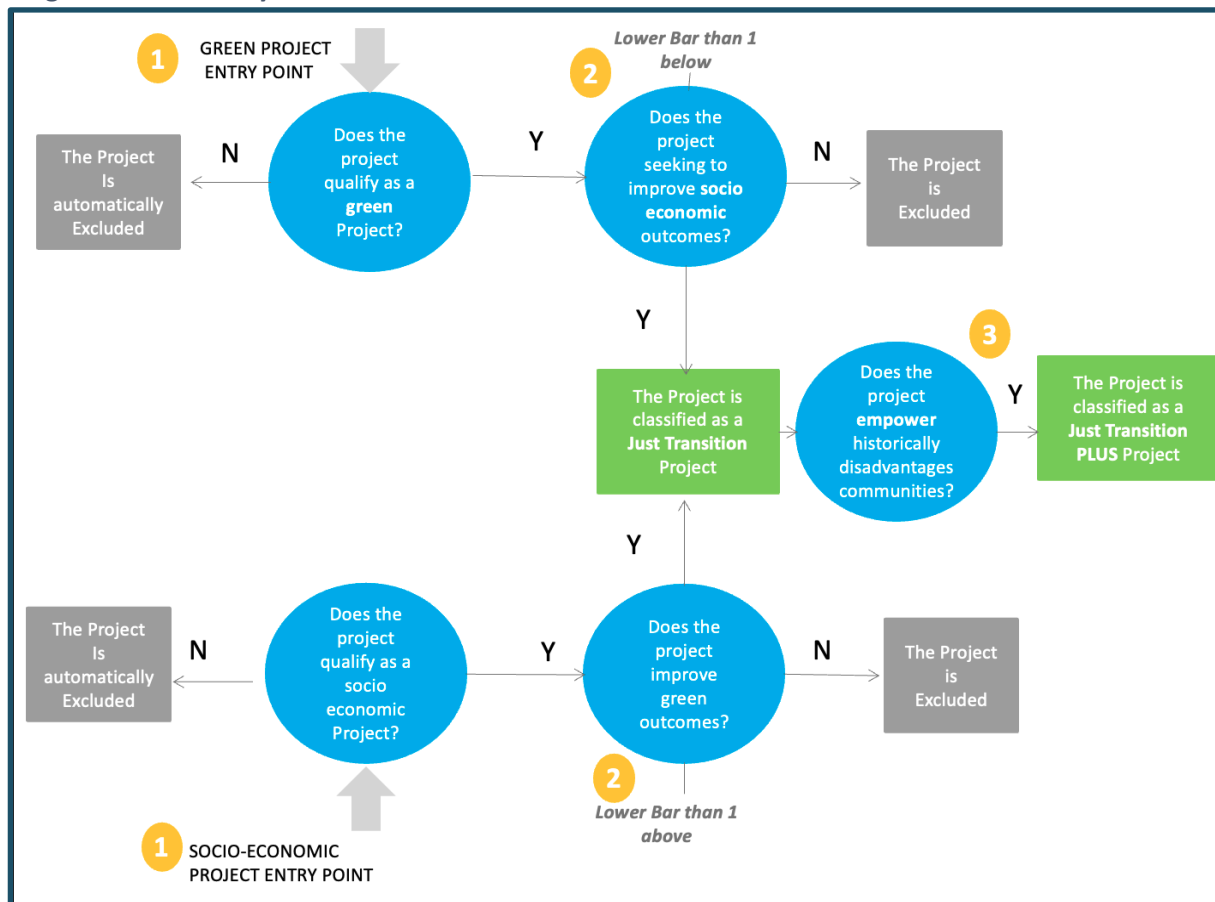 1
GREEN PROJECT
ENTRY POINT
Lower Bar than 1
below
2
Does the
project
qualify as a
green
Project?
N
The Project
Is
automatically
Excluded
Y
Does the
project
seeking to
improve socio
economic
outcomes?
N
The Project
is
Excluded
Y
The Project is
classified as a
Just Transition
Project
3
Does the
project
empower
historically
disadvantages
communities?
Y
The Project is
classified as a
Just Transition
PLUS Project
Y
Does the
project
qualify as a
socio
economic
Project?
N
The Project
Is
automatically
Excluded
Y
Does the
project
improve
green
outcomes?
N
The Project
is
Excluded
2
Lower Bar than 1
above
1
SOCIO-ECONOMIC
PROJECT ENTRY POINT